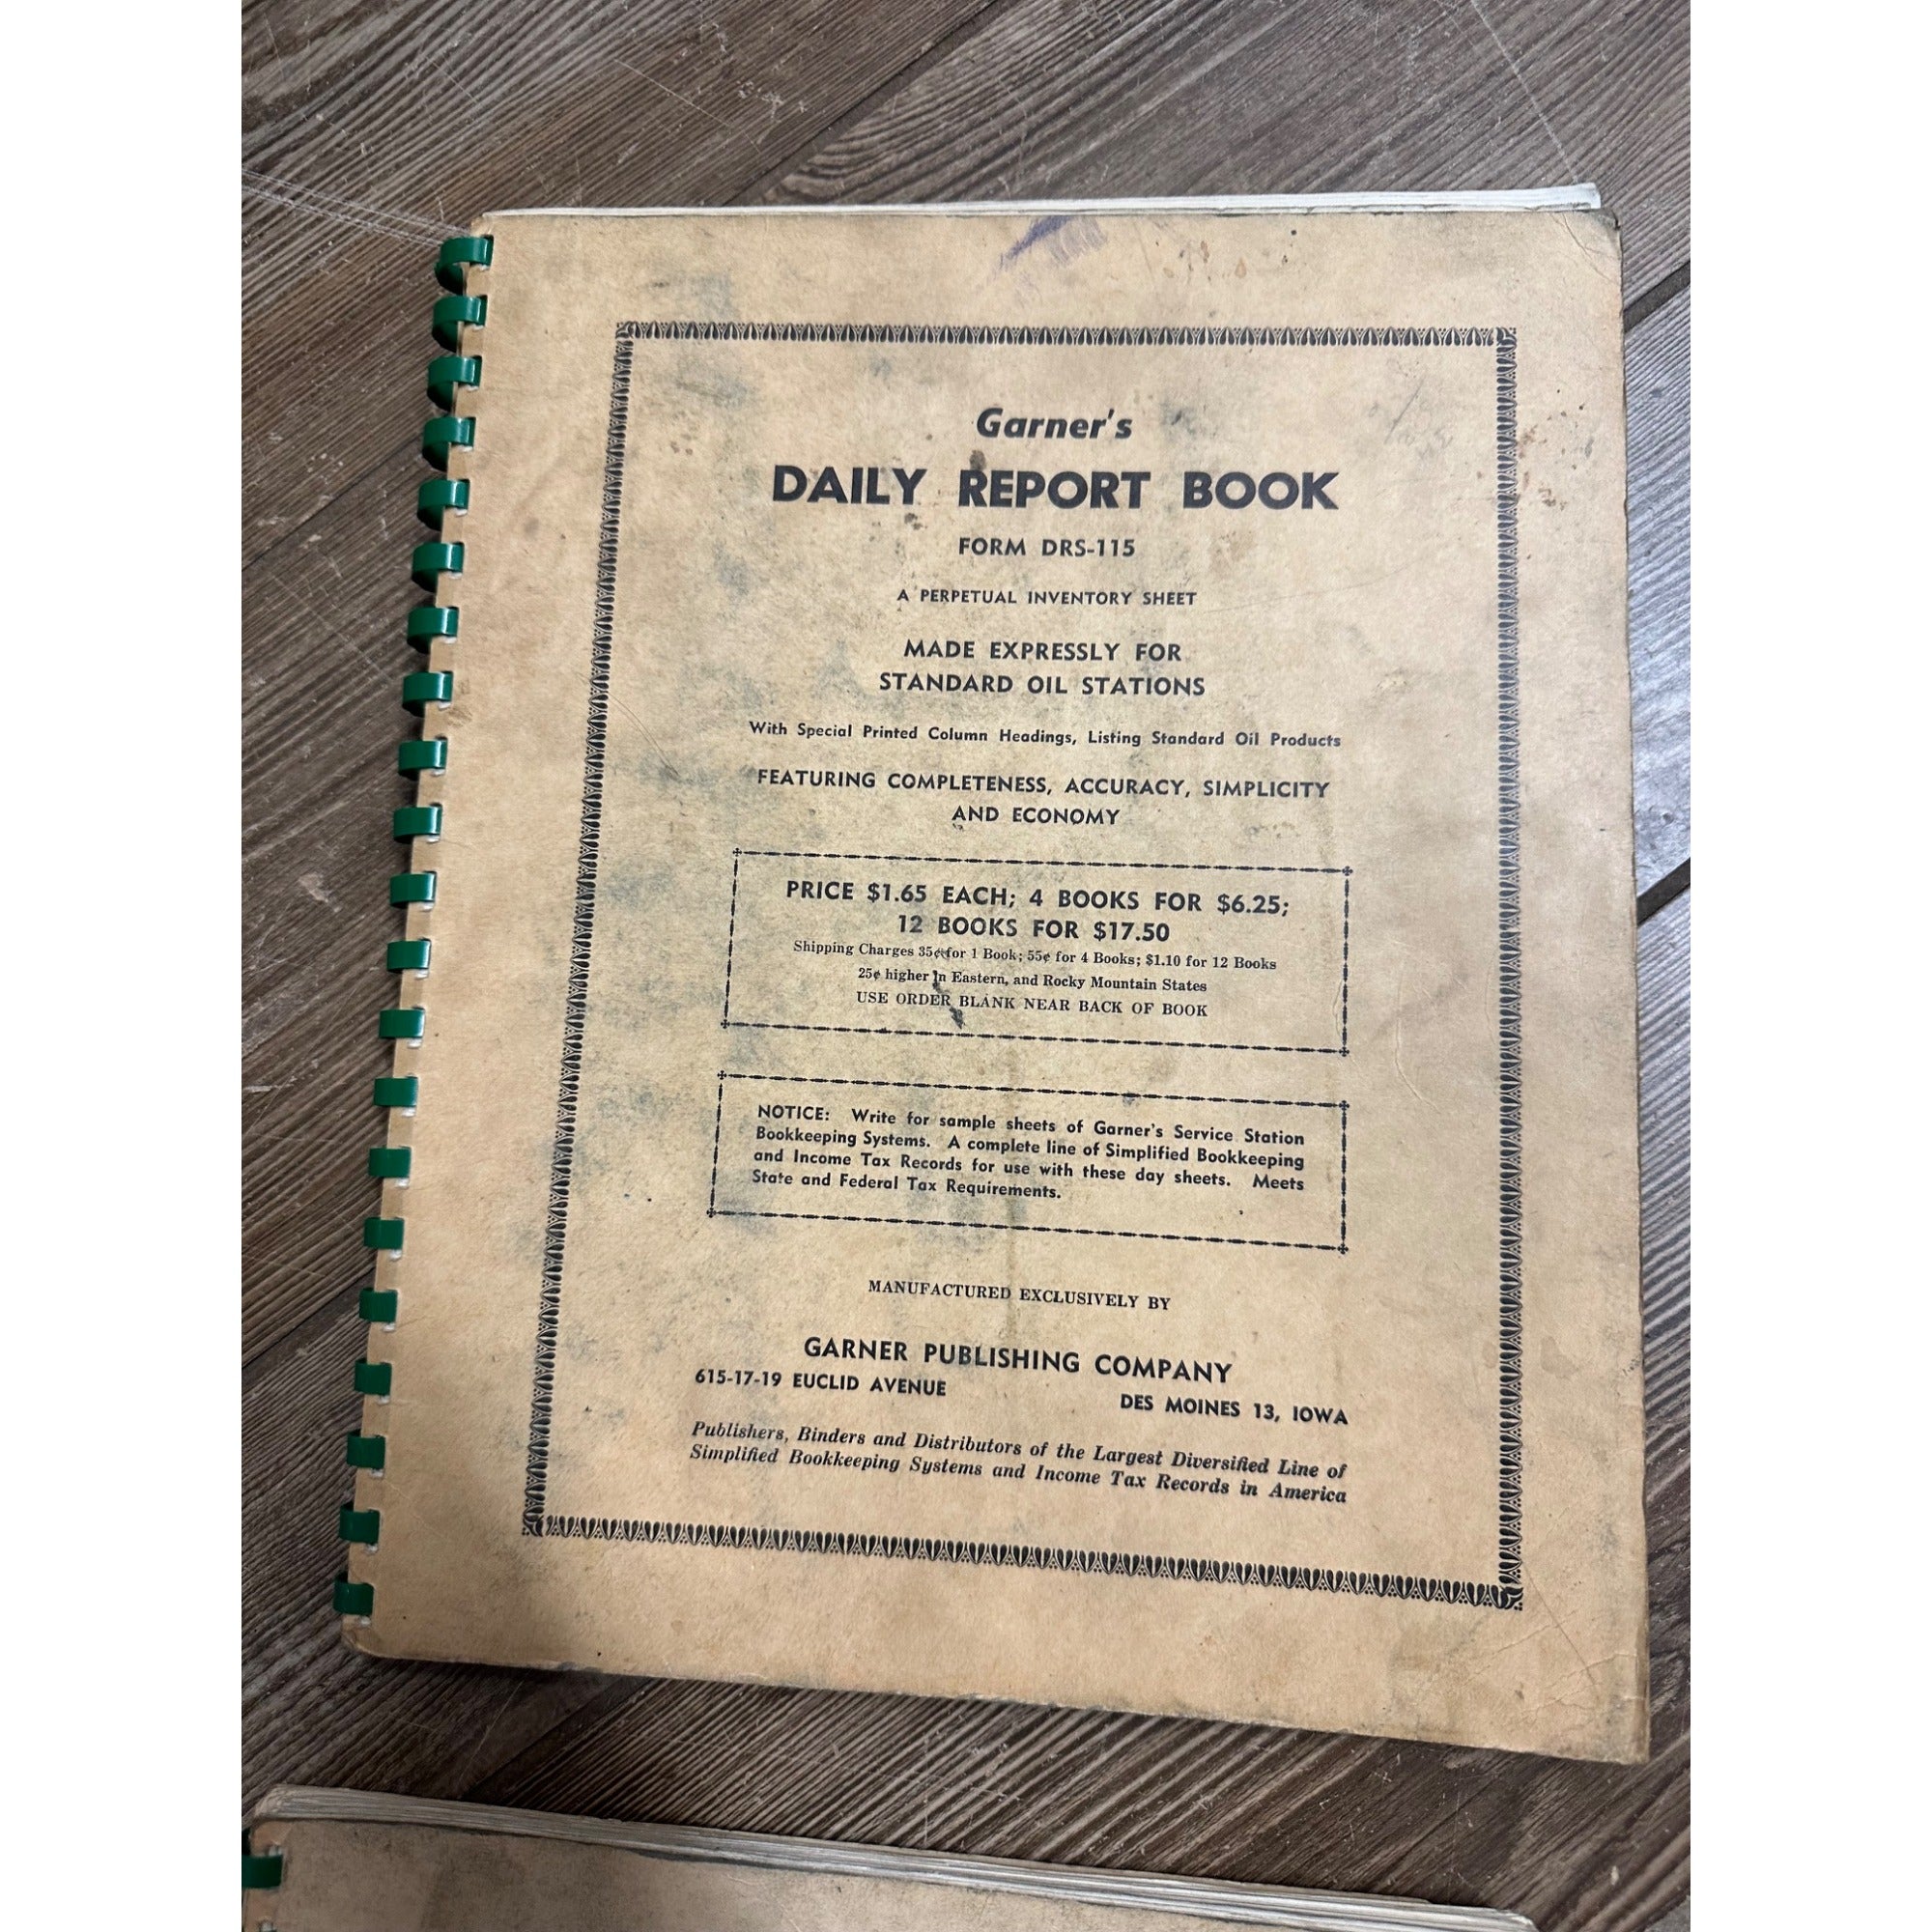 Garner's
DAILY REPORT BOOK
FORM DRS-115
A PERPETUAL INVENTORY SHEET
MADE EXPRESSLY FOR
STANDARD OIL STATIONS
With Special Printed Column Headings, Listing Standard Oil Products
FEATURING COMPLETENESS, ACCURACY, SIMPLICITY
AND ECONOMY
PRICE $1.65 EACH; 4 BOOKS FOR $6.25;
12 BOOKS FOR $17.50
Shipping Charges 35¢ for 1 Book; 55¢ for 4 Books; $1.10 for 12 Books
25¢ higher in Eastern, and Rocky Mountain States
USE ORDER BLANK NEAR BACK OF BOOK
NOTICE: Write for sample sheets of Garner's Service Station
Bookkeeping Systems. A complete line of Simplified Bookkeeping
and Income Tax Records for use with these day sheets. Meets
State and Federal Tax Requirements.
MANUFACTURED EXCLUSIVELY BY
GARNER PUBLISHING COMPANY
615-17-19 EUCLID AVENUE DES MOINES 13, IOWA
Publishers, Binders and Distributors of the Largest Diversified Line of
Simplified Bookkeeping Systems and Income Tax Records in America